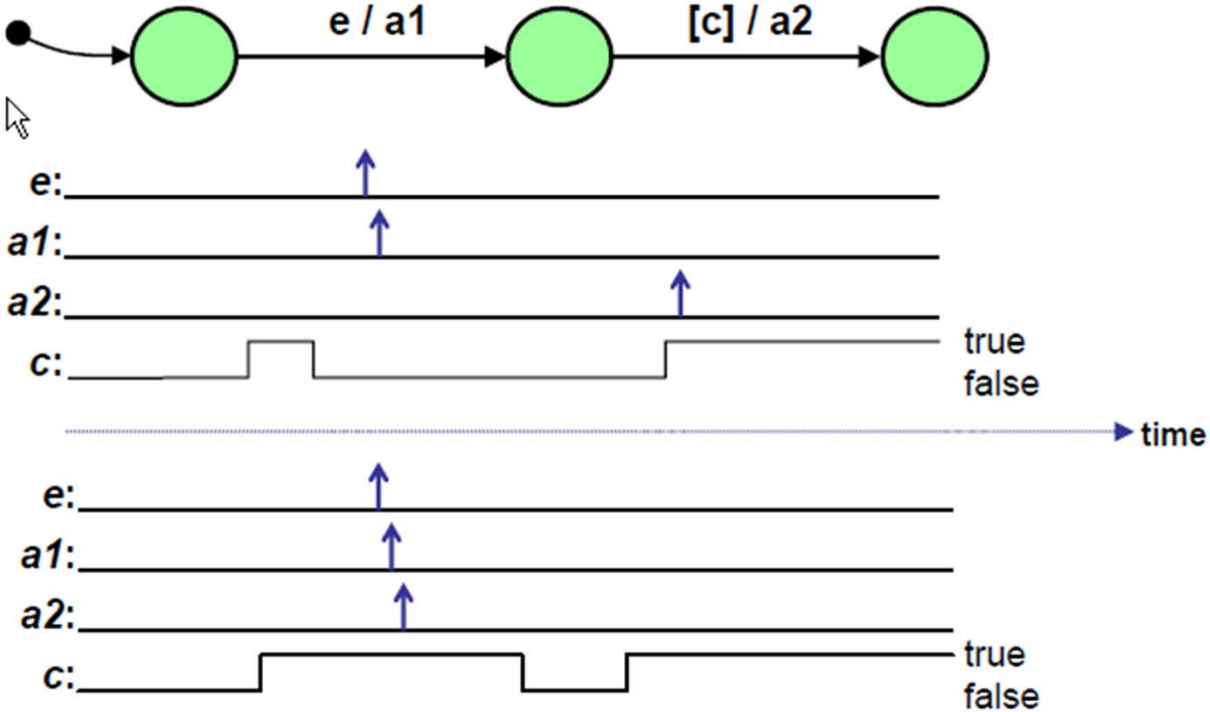 e / a1
[c] / a2
e:
a1:
a2:
c:
true
false
time
e:
a1:
a2:
c:
true
false